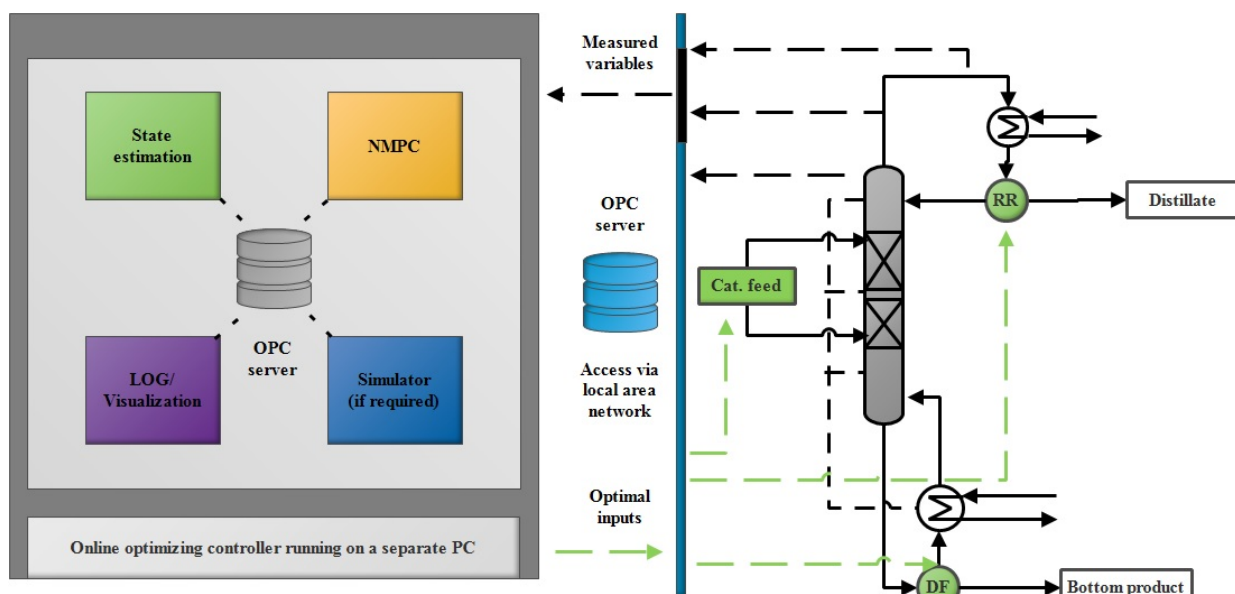 State
estimation
NMPC
OPC
server
LOG/
Visualization
Simulator
(if required)
Online optimizing controller running on a separate PC
Measured
variables
OPC
server
Access via
local area
network
Optimal
inputs
Cat. feed
RR
Distillate
DF
Bottom product